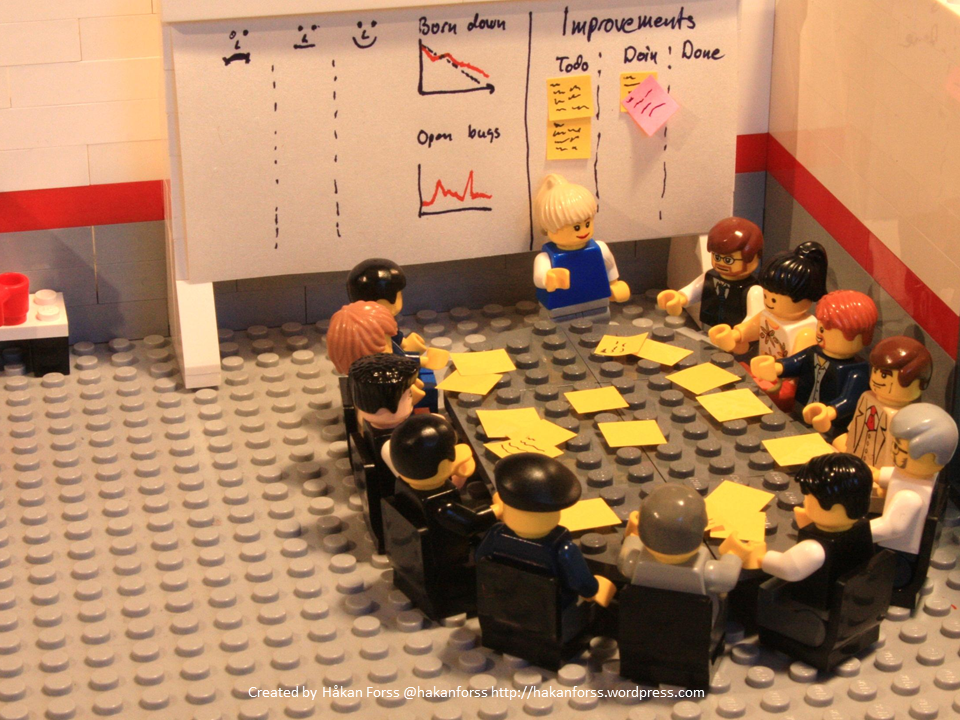 Born down
Open bugs
Improvements
Todo Doin Done
Created by Håkan Forss @hakanforss http://hakanforss.wordpress.com